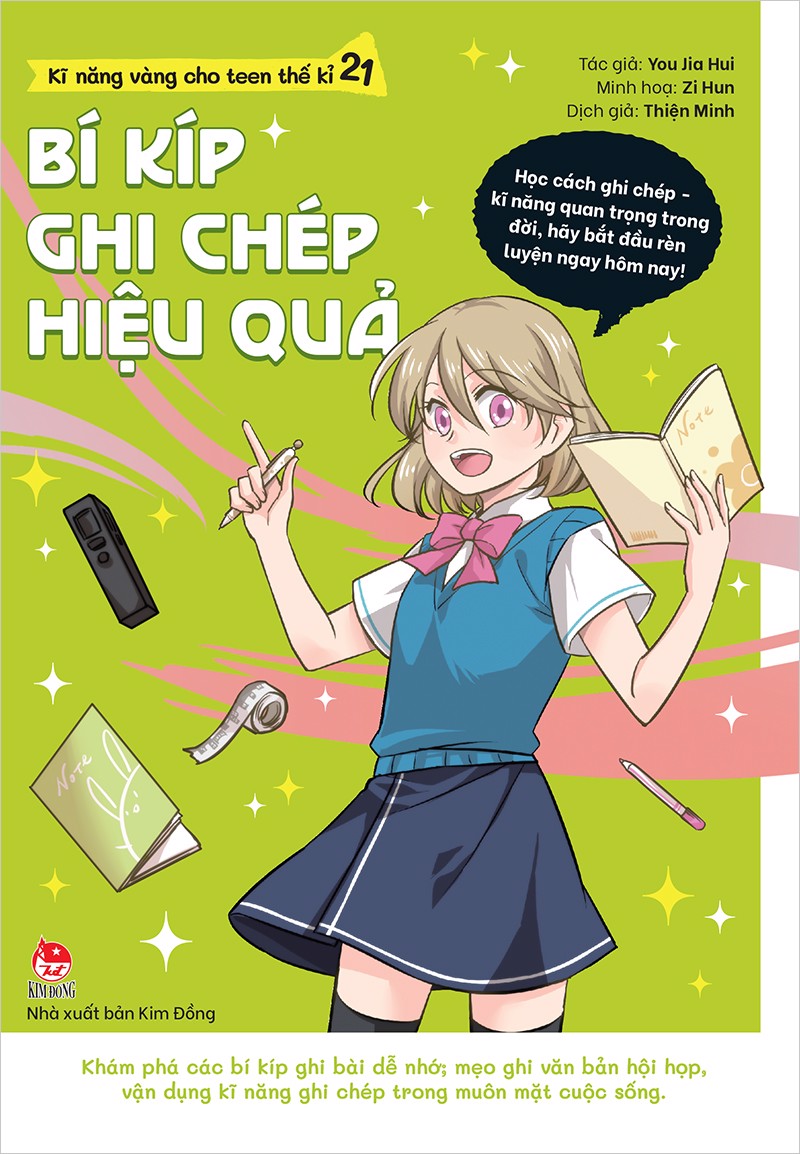 Kĩ năng vàng cho teen thế kỉ 21
Tác giả: You Jia Hui
Minh hoạ: Zi Hun
Dịch giả: Thiện Minh
BÍ KÍP
GHI CHÉP
HIỆU QUẢ
Học cách ghi chép -
kĩ năng quan trọng trong
đời, hãy bắt đầu rèn
luyện ngay hôm nay!
Note
Note
KIM ĐỒNG
Nhà xuất bản Kim Đồng
Khám phá các bí kíp ghi bài dễ nhớ; mẹo ghi văn bản hội họp,
vận dụng kĩ năng ghi chép trong muôn mặt cuộc sống.